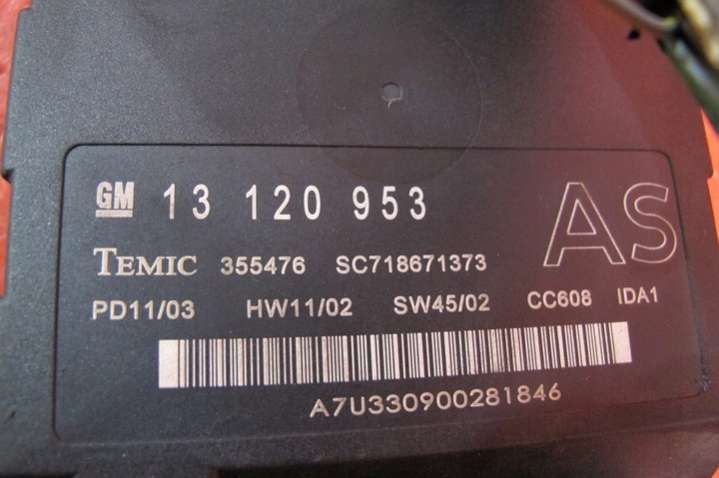 GM 13 120 953 AS
TEMIC 355476 SC718671373
PD11/03 HW11/02 SW45/02 CC608 IDA1
A7U330900281846